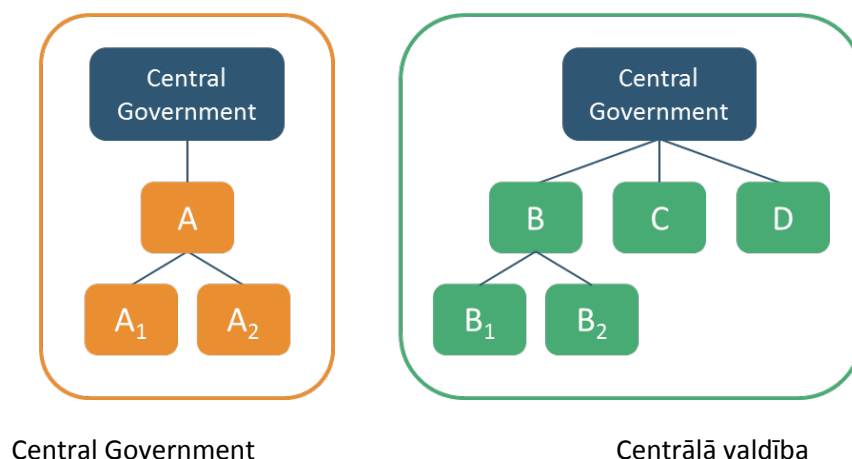 Central
Government
A
A₁ A₂
Central
Government
B C D
B₁ B₂
Central Government
Centrālā valdība